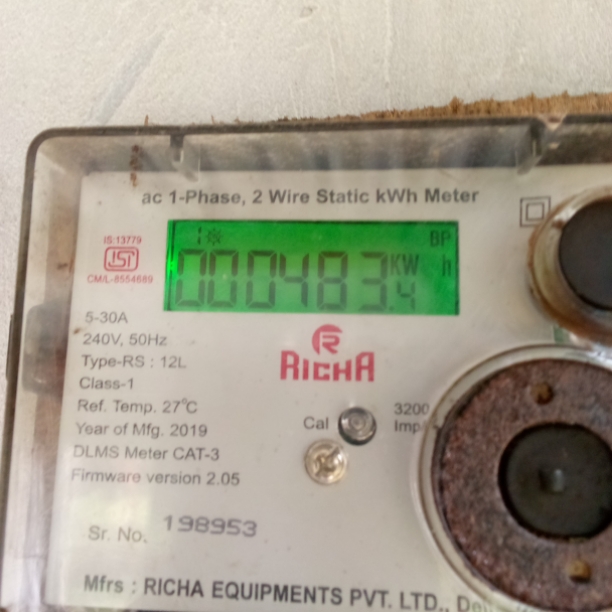 ac 1-Phase, 2 Wire Static kWh Meter
IS:13779
ISI
CM/L-8554689
BP
000483.4 KW h
5-30A
240V, 50Hz
Type-RS : 12L
Class-1
Ref. Temp. 27°C
Year of Mfg. 2019
DLMS Meter CAT-3
Firmware version 2.05
R
RICHA
Cal
3200
Imp/
Sr. No. 198953
Mfrs : RICHA EQUIPMENTS PVT. LTD.,